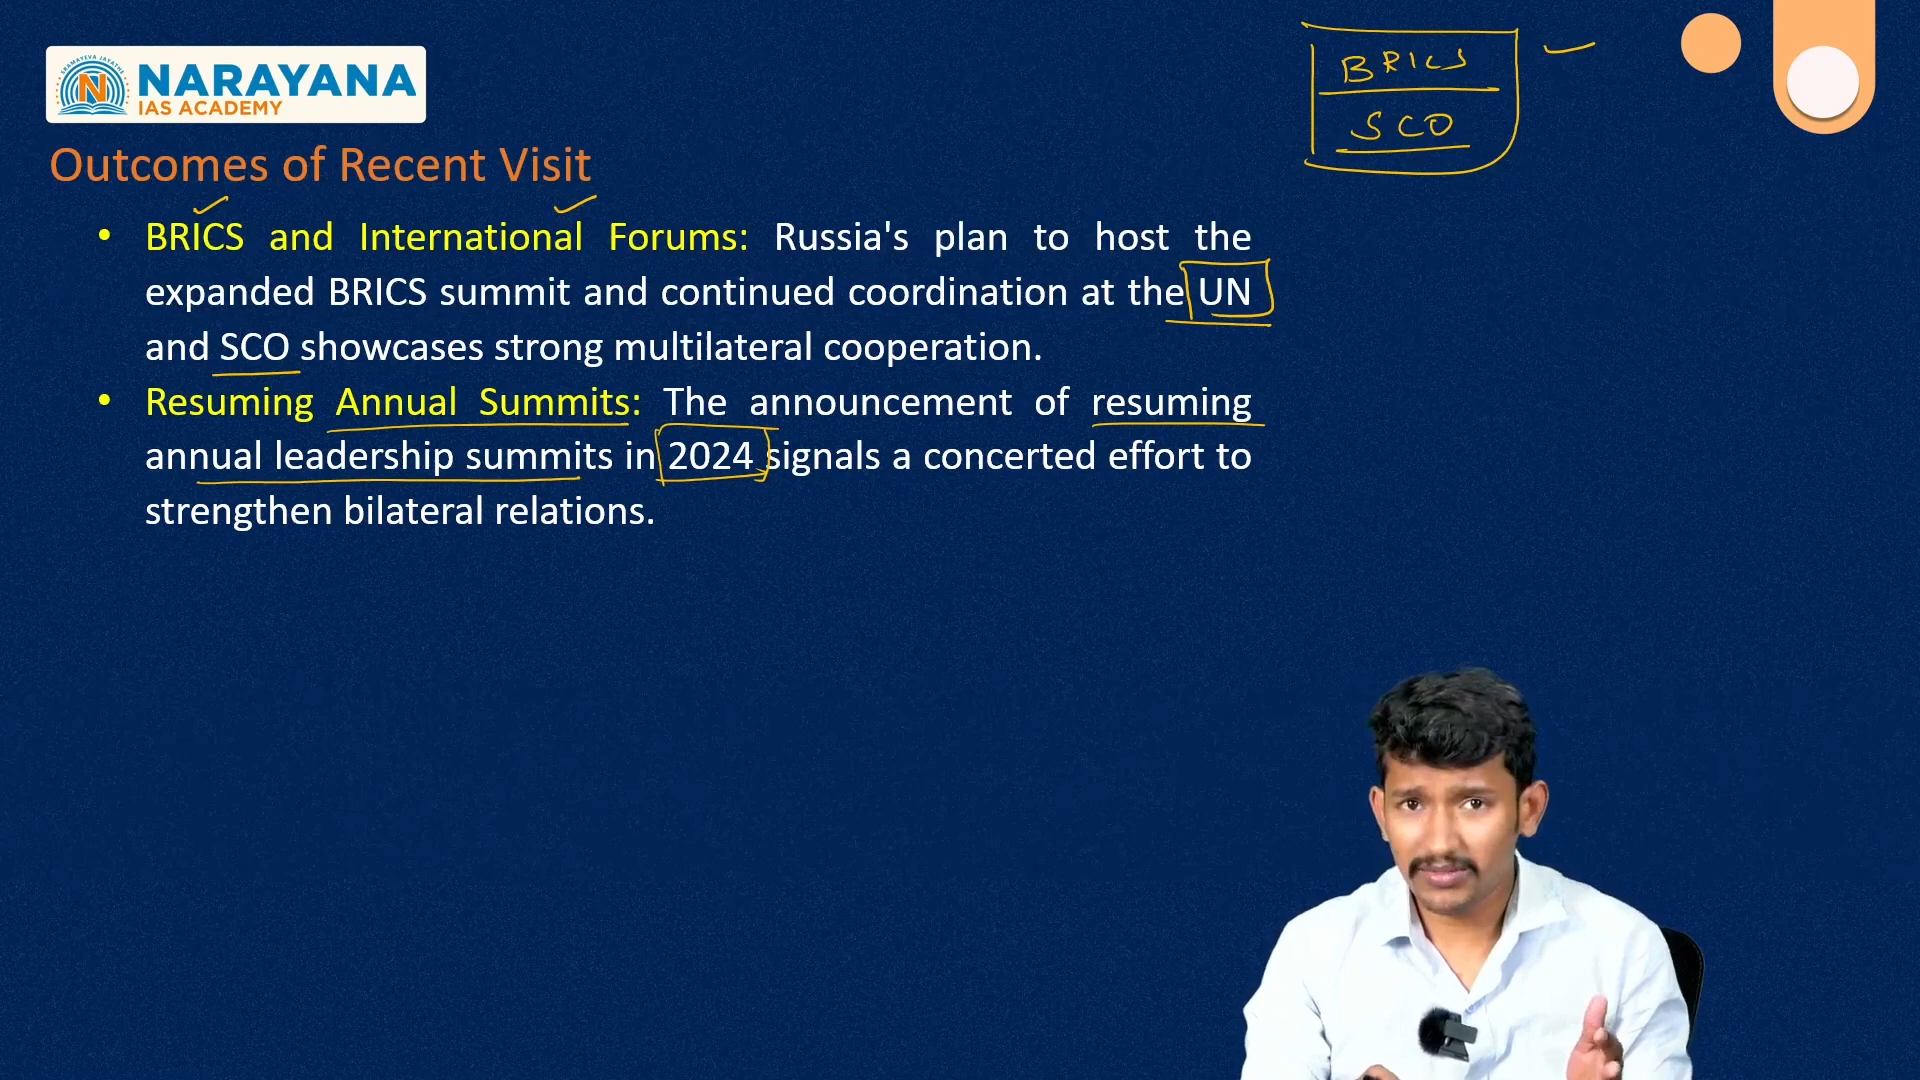 SRAMAYEVA JAYATHI
N
NARAYANA
IAS ACADEMY
BRICS
SCO
Outcomes of Recent Visit
• BRICS and International Forums: Russia's plan to host the
expanded BRICS summit and continued coordination at the UN
and SCO showcases strong multilateral cooperation.
• Resuming Annual Summits: The announcement of resuming
annual leadership summits in 2024 signals a concerted effort to
strengthen bilateral relations.